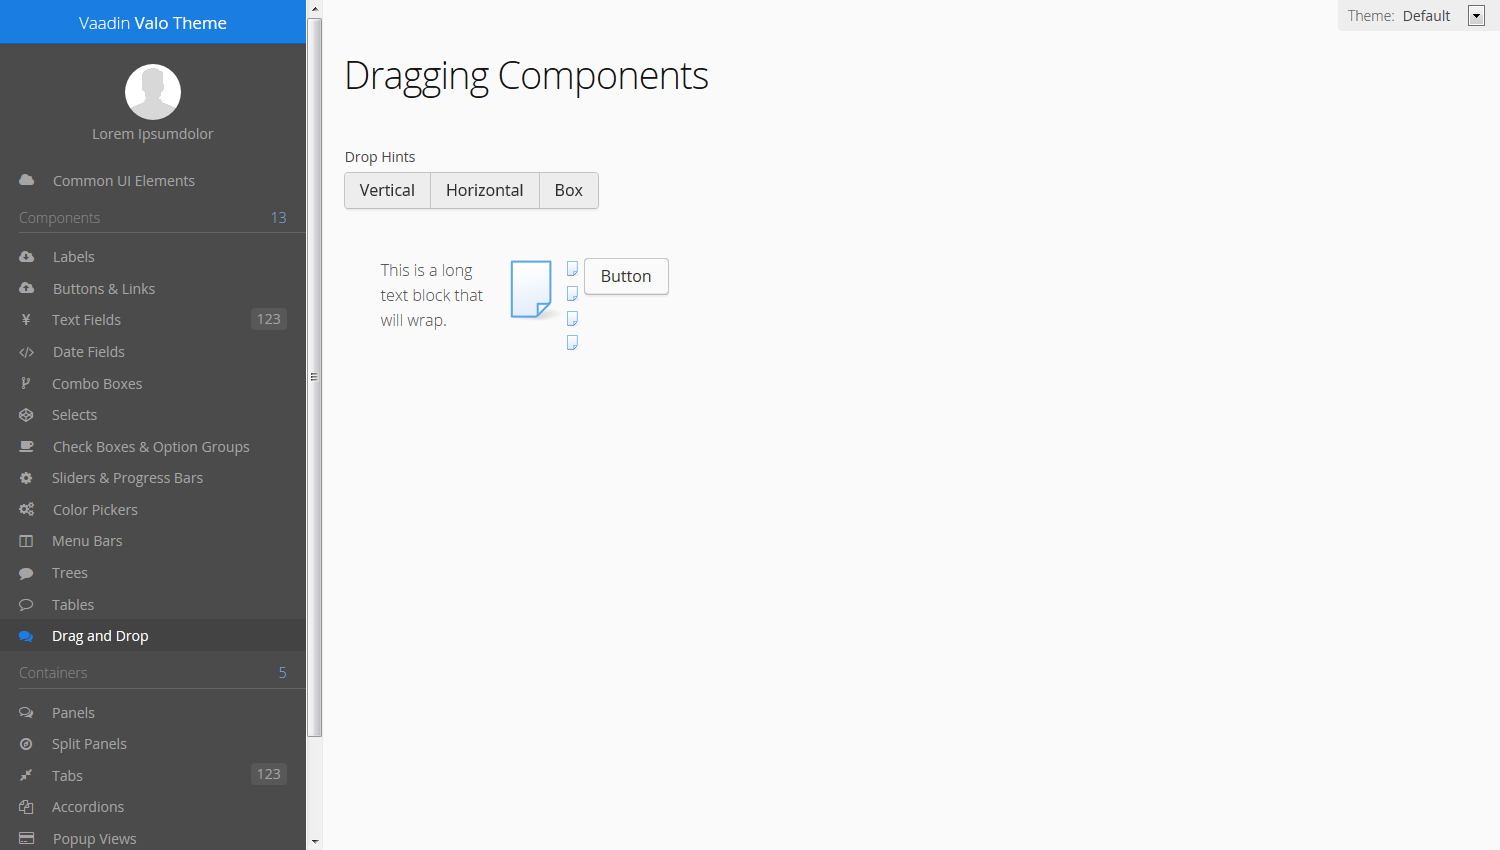 Vaadin Valo Theme
Lorem Ipsumdolor
Common UI Elements
Components 13
Labels
Buttons & Links
Text Fields 123
Date Fields
Combo Boxes
Selects
Check Boxes & Option Groups
Sliders & Progress Bars
Color Pickers
Menu Bars
Trees
Tables
Drag and Drop
Containers 5
Panels
Split Panels
Tabs 123
Accordions
Popup Views
Theme: Default
Dragging Components
Drop Hints
Vertical Horizontal Box
This is a long
text block that
will wrap.
Button